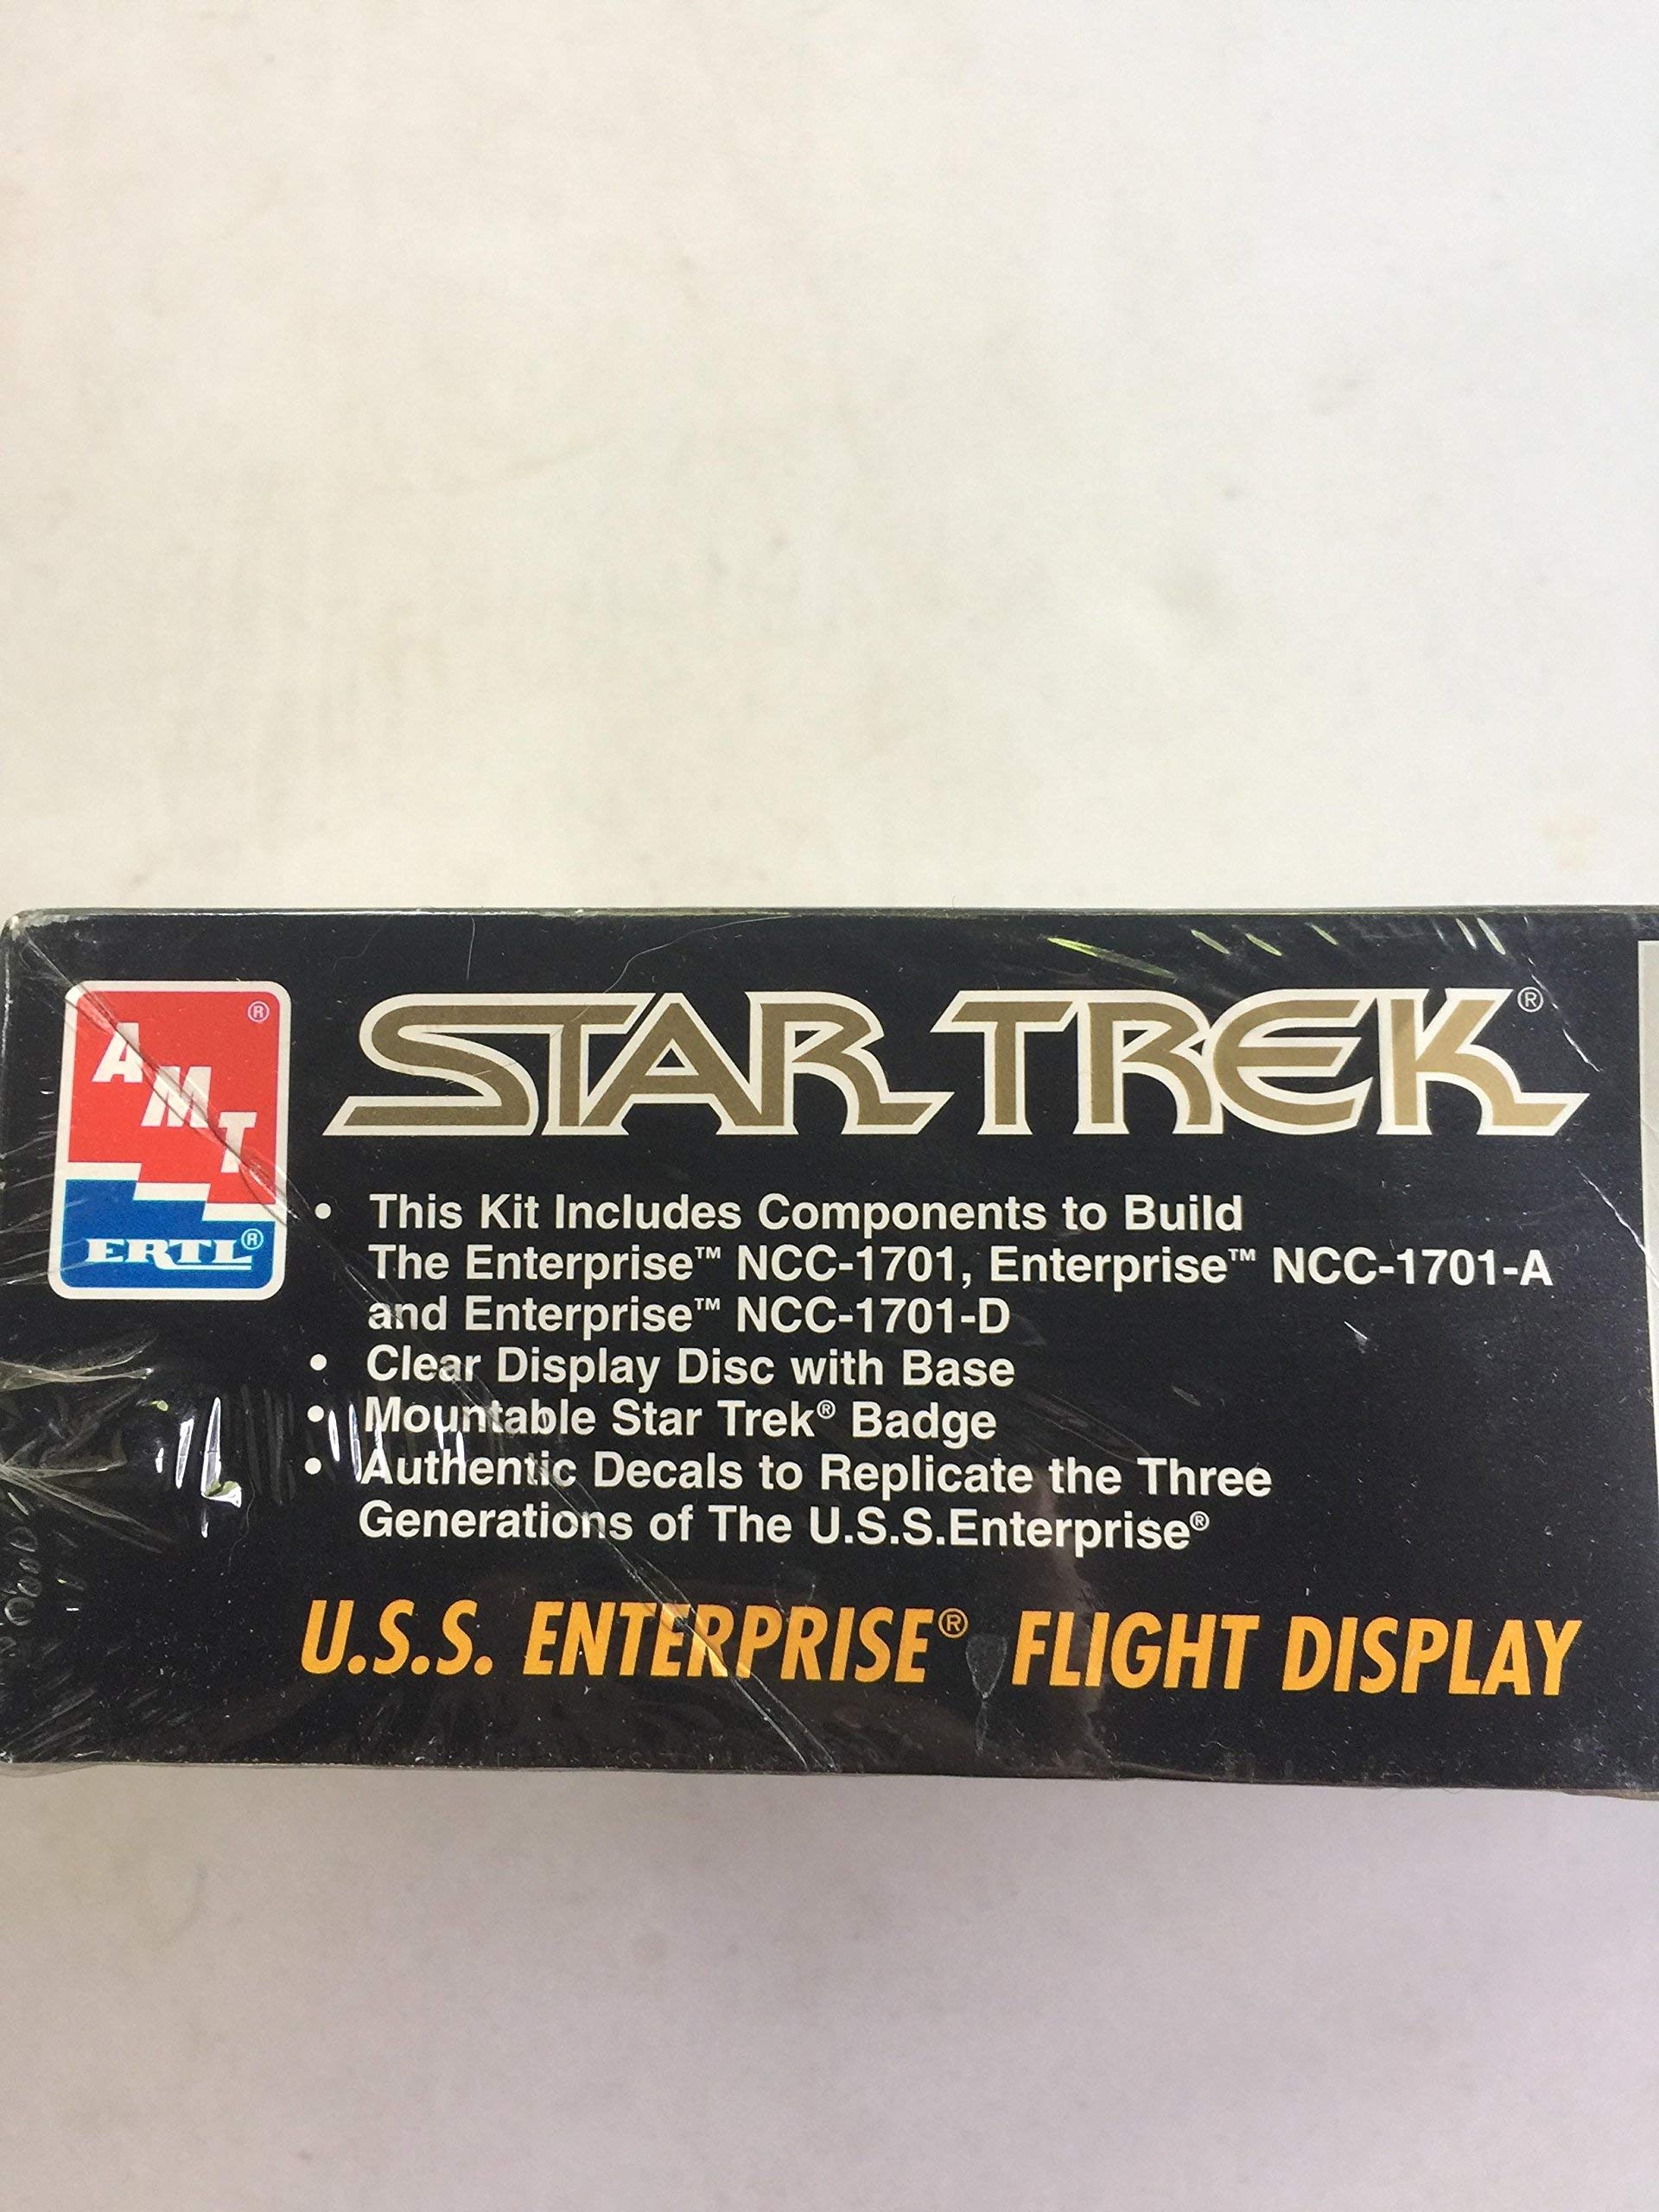 AMT®
ERTL®
STAR TREK®
• This Kit Includes Components to Build
The Enterprise™ NCC-1701, Enterprise™ NCC-1701-A
and Enterprise™ NCC-1701-D
• Clear Display Disc with Base
• Mountable Star Trek® Badge
• Authentic Decals to Replicate the Three
Generations of The U.S.S.Enterprise®
U.S.S. ENTERPRISE® FLIGHT DISPLAY